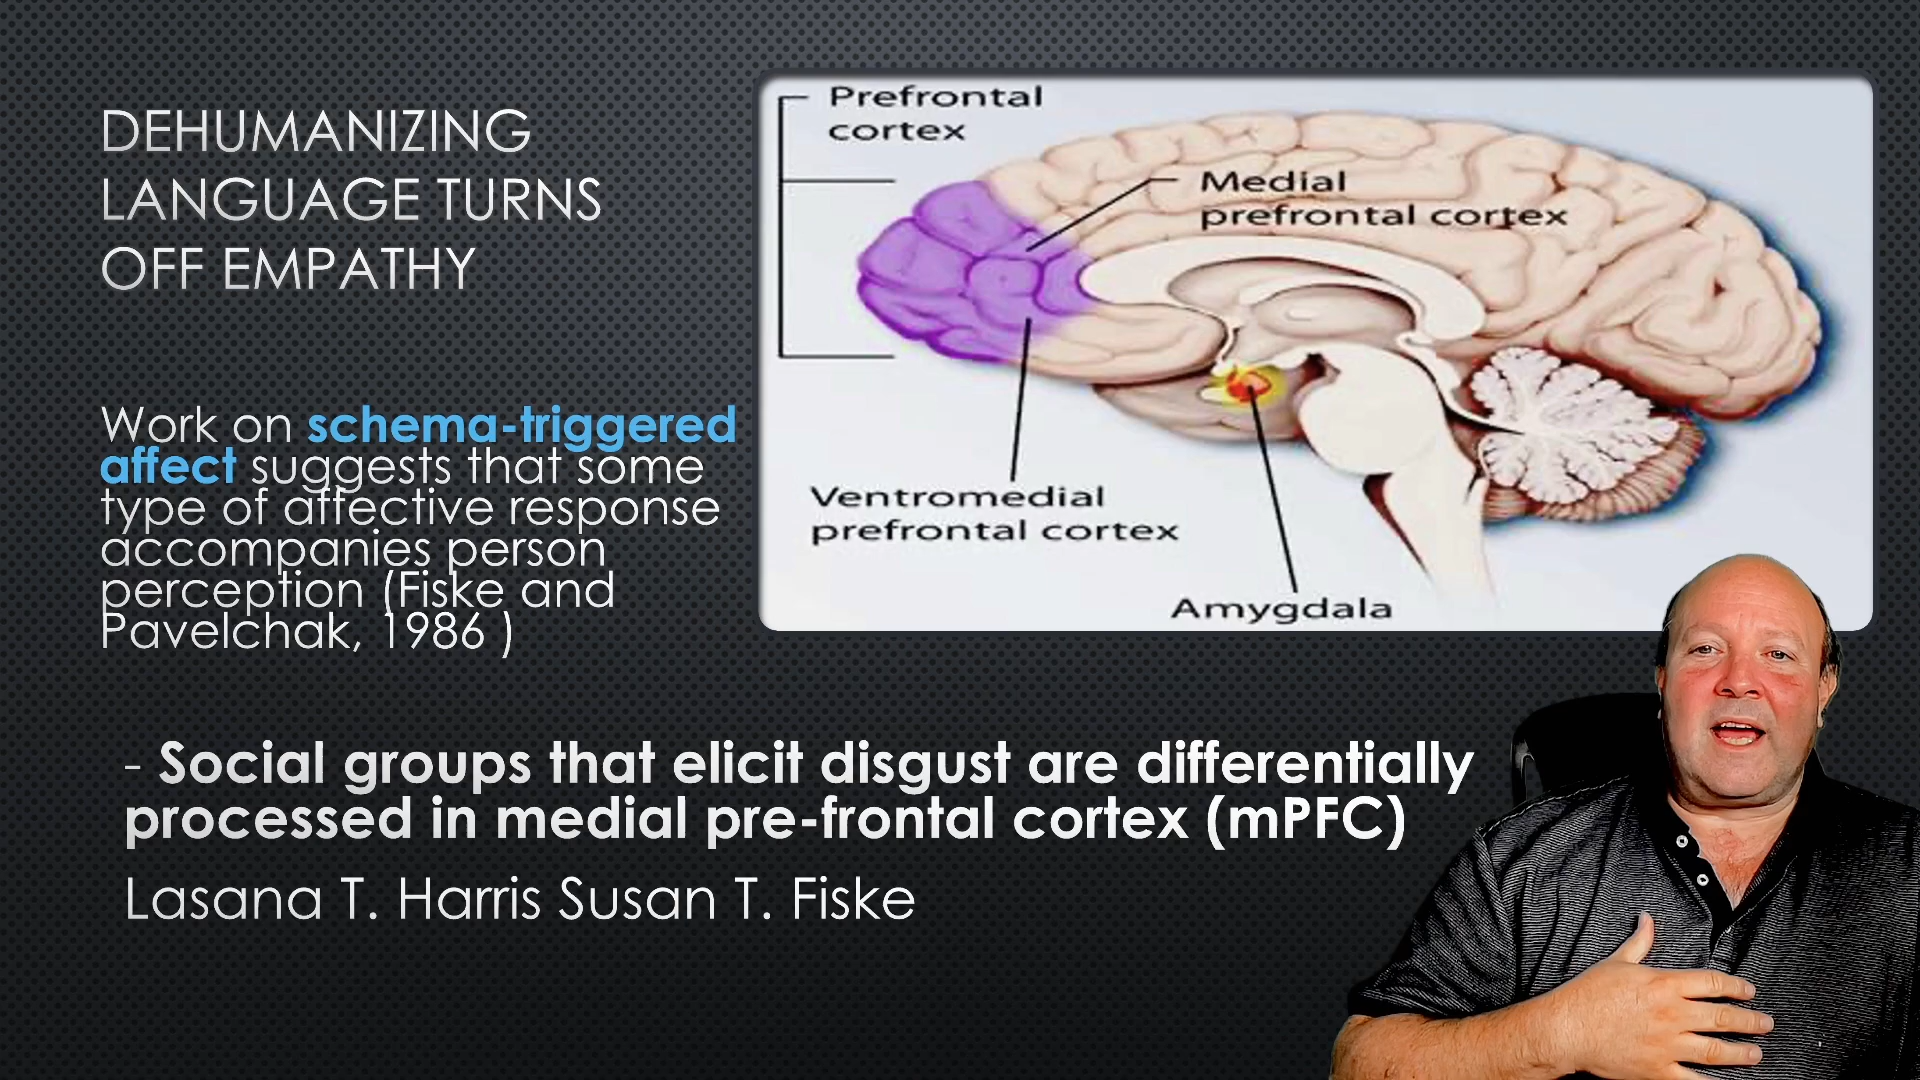 DEHUMANIZING
LANGUAGE TURNS
OFF EMPATHY
Work on schema-triggered
affect suggests that some
type of affective response
accompanies person
perception (Fiske and
Pavelchak, 1986 )
Prefrontal
cortex
Medial
prefrontal cortex
Ventromedial
prefrontal cortex
Amygdala
- Social groups that elicit disgust are differentially
processed in medial pre-frontal cortex (mPFC)
Lasana T. Harris Susan T. Fiske